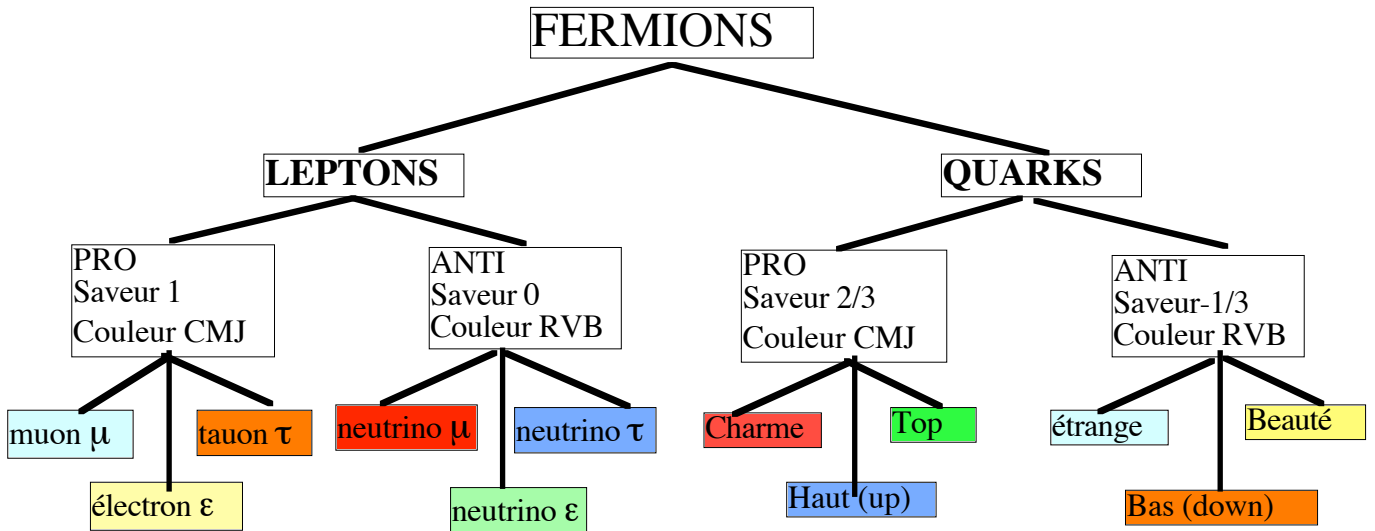 FERMIONS
LEPTONS
QUARKS
PRO
Saveur 1
Couleur CMJ
ANTI
Saveur 0
Couleur RVB
PRO
Saveur 2/3
Couleur CMJ
ANTI
Saveur-1/3
Couleur RVB
muon μ
tauon τ
électron ε
neutrino μ
neutrino τ
neutrino ε
Charme
Top
Haut (up)
étrange
Beauté
Bas (down)